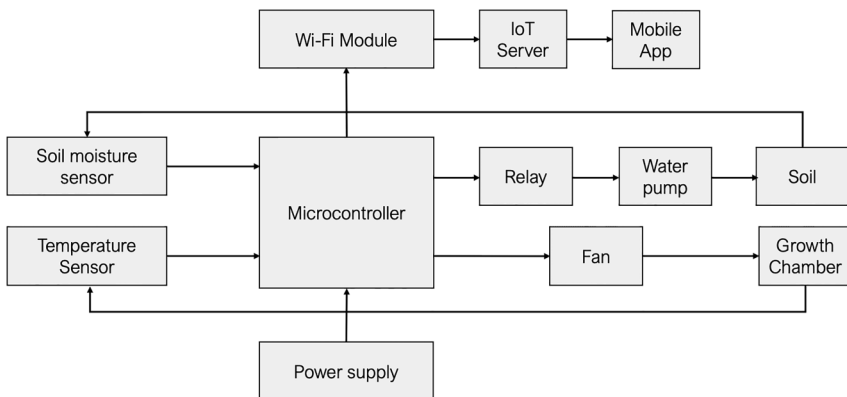 Wi-Fi Module
IoT
Server
Mobile
App
Soil moisture
sensor
Microcontroller
Relay
Water
pump
Soil
Temperature
Sensor
Fan
Growth
Chamber
Power supply